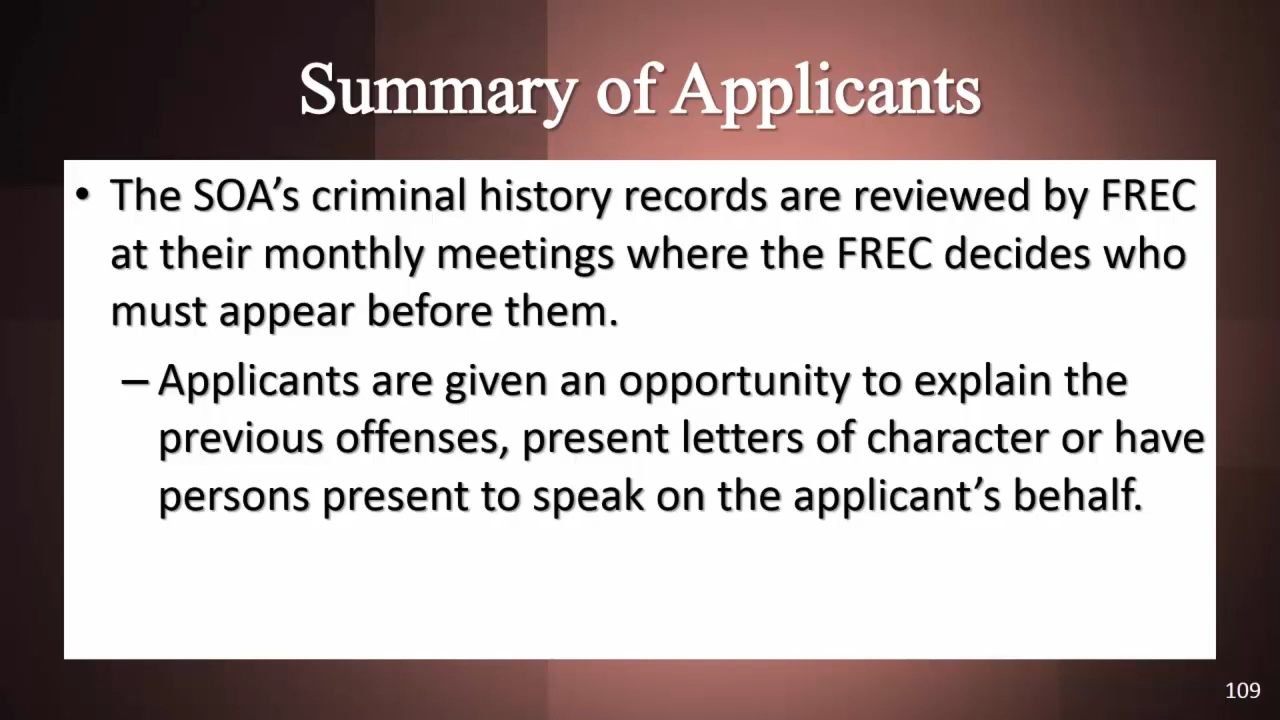 Summary of Applicants
• The SOA’s criminal history records are reviewed by FREC
at their monthly meetings where the FREC decides who
must appear before them.
– Applicants are given an opportunity to explain the
previous offenses, present letters of character or have
persons present to speak on the applicant’s behalf.
109